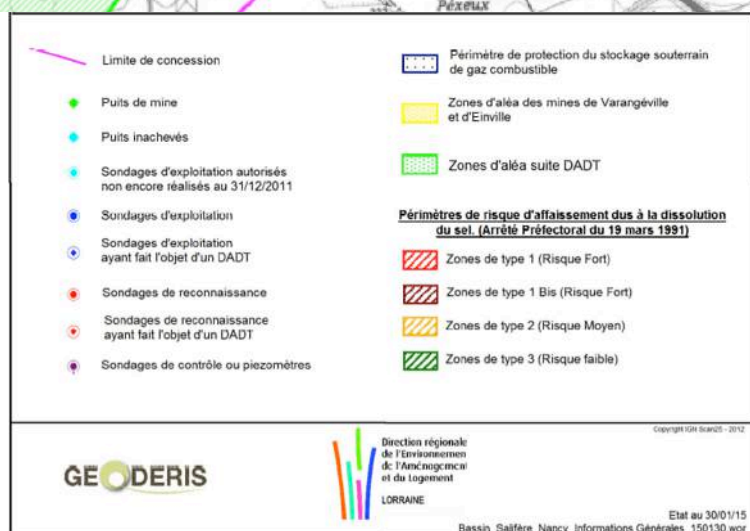 Péxeux
Limite de concession
Puits de mine
Puits inachevés
Sondages d'exploitation autorisés
non encore réalisés au 31/12/2011
Sondages d'exploitation
Sondages d'exploitation
ayant fait l'objet d'un DADT
Sondages de reconnaissance
Sondages de reconnaissance
ayant fait l'objet d'un DADT
Sondages de contrôle ou piezomètres
Périmètre de protection du stockage souterrain
de gaz combustible
Zones d'aléa des mines de Varangéville
et d'Einville
Zones d'aléa suite DADT
Périmètres de risque d'affaissement dus à la dissolution
du sel. (Arrêté Préfectoral du 19 mars 1991)
Zones de type 1 (Risque Fort)
Zones de type 1 Bis (Risque Fort)
Zones de type 2 (Risque Moyen)
Zones de type 3 (Risque faible)
GEODERIS
Direction régionale
de l'Environnemen
de l'Aménagement
et du Logement
LORRAINE
Copyright IGN Scan25 - 2012
Etat au 30/01/15
Bassin_Salifère_Nancy_Informations Générales_150130.wor